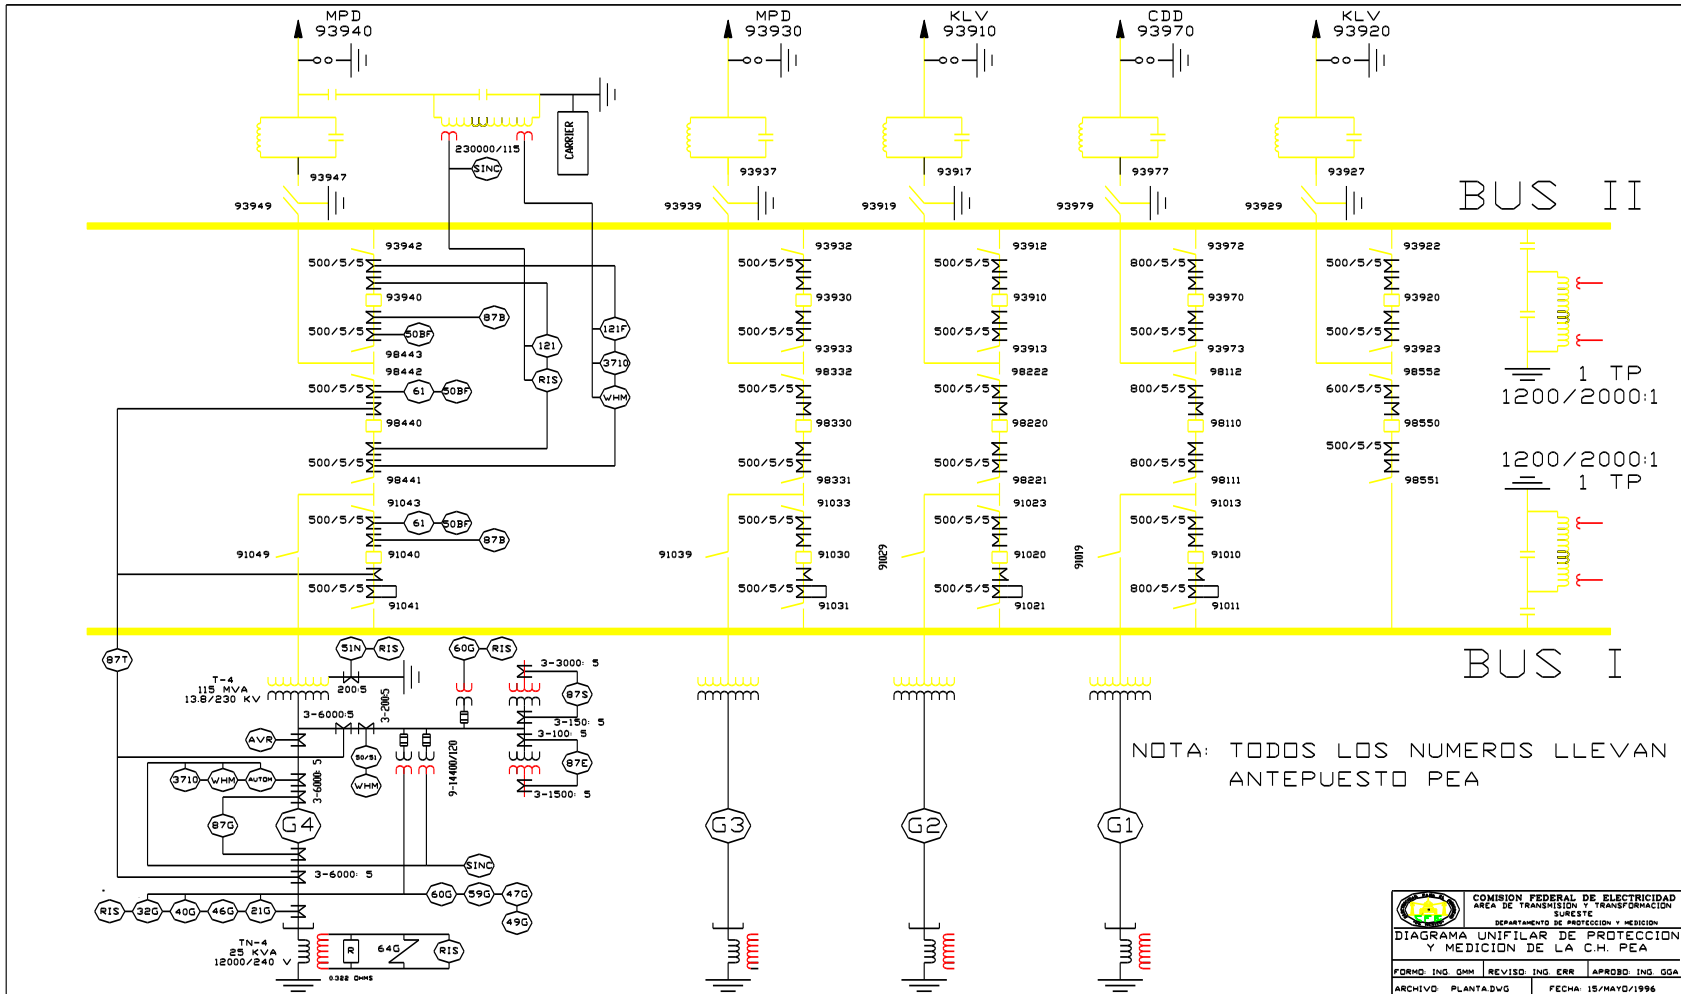 MPD
93940
MPD
93930
KLV
93910
CDD
93970
KLV
93920
CARRIER
230000/115
SINC
93947
93949
93937
93939
93917
93919
93977
93979
93927
93929
BUS II
93942
500/5/5
93940
87B
500/5/5
50BF
98443
98442
500/5/5
61
50BF
98440
500/5/5
98441
91043
500/5/5
61
50BF
87B
91049
91040
500/5/5
91041
121F
121
3710
RIS
WHM
93932
500/5/5
93930
500/5/5
93933
98332
500/5/5
98330
500/5/5
98331
91033
500/5/5
91039
91030
500/5/5
91031
93912
500/5/5
93910
500/5/5
93913
98222
500/5/5
98220
500/5/5
98221
91023
500/5/5
91029
91020
500/5/5
91021
93972
800/5/5
93970
500/5/5
93973
98112
800/5/5
98110
800/5/5
98111
91013
500/5/5
91019
91010
800/5/5
91011
93922
500/5/5
93920
500/5/5
93923
98552
600/5/5
98550
500/5/5
98551
1 TP
1200/2000:1
1200/2000:1
1 TP
BUS I
87T
51N
RIS
60G
RIS
T-4
115 MVA
13.8/230 KV
200:5
3-200:5
3-6000:5
3-3000: 5
87S
3-150: 5
3-100: 5
87E
3-1500: 5
AVR
50/51
WHM
3710
WHM
AUTOM
3-6000: 5
9-14400/120
87G
G4
G3
G2
G1
SINC
3-6000: 5
60G
59G
47G
49G
RIS
32G
40G
46G
21G
TN-4
25 KVA
12000/240 V
R
64G
RIS
0.322 OHMS
NOTA: TODOS LOS NUMEROS LLEVAN
ANTEPUESTO PEA
COMISION FEDERAL DE ELECTRICIDAD
AREA DE TRANSMISION Y TRANSFORMACION
SURESTE
DEPARTAMENTO DE PROTECCION Y MEDICION
CFE
DIAGRAMA UNIFILAR DE PROTECCION
Y MEDICION DE LA C.H. PEA
FORMO: ING. GMM
REVISO: ING. ERR
APROBO: ING. GGA
ARCHIVO: PLANTA.DWG
FECHA: 15/MAYO/1996